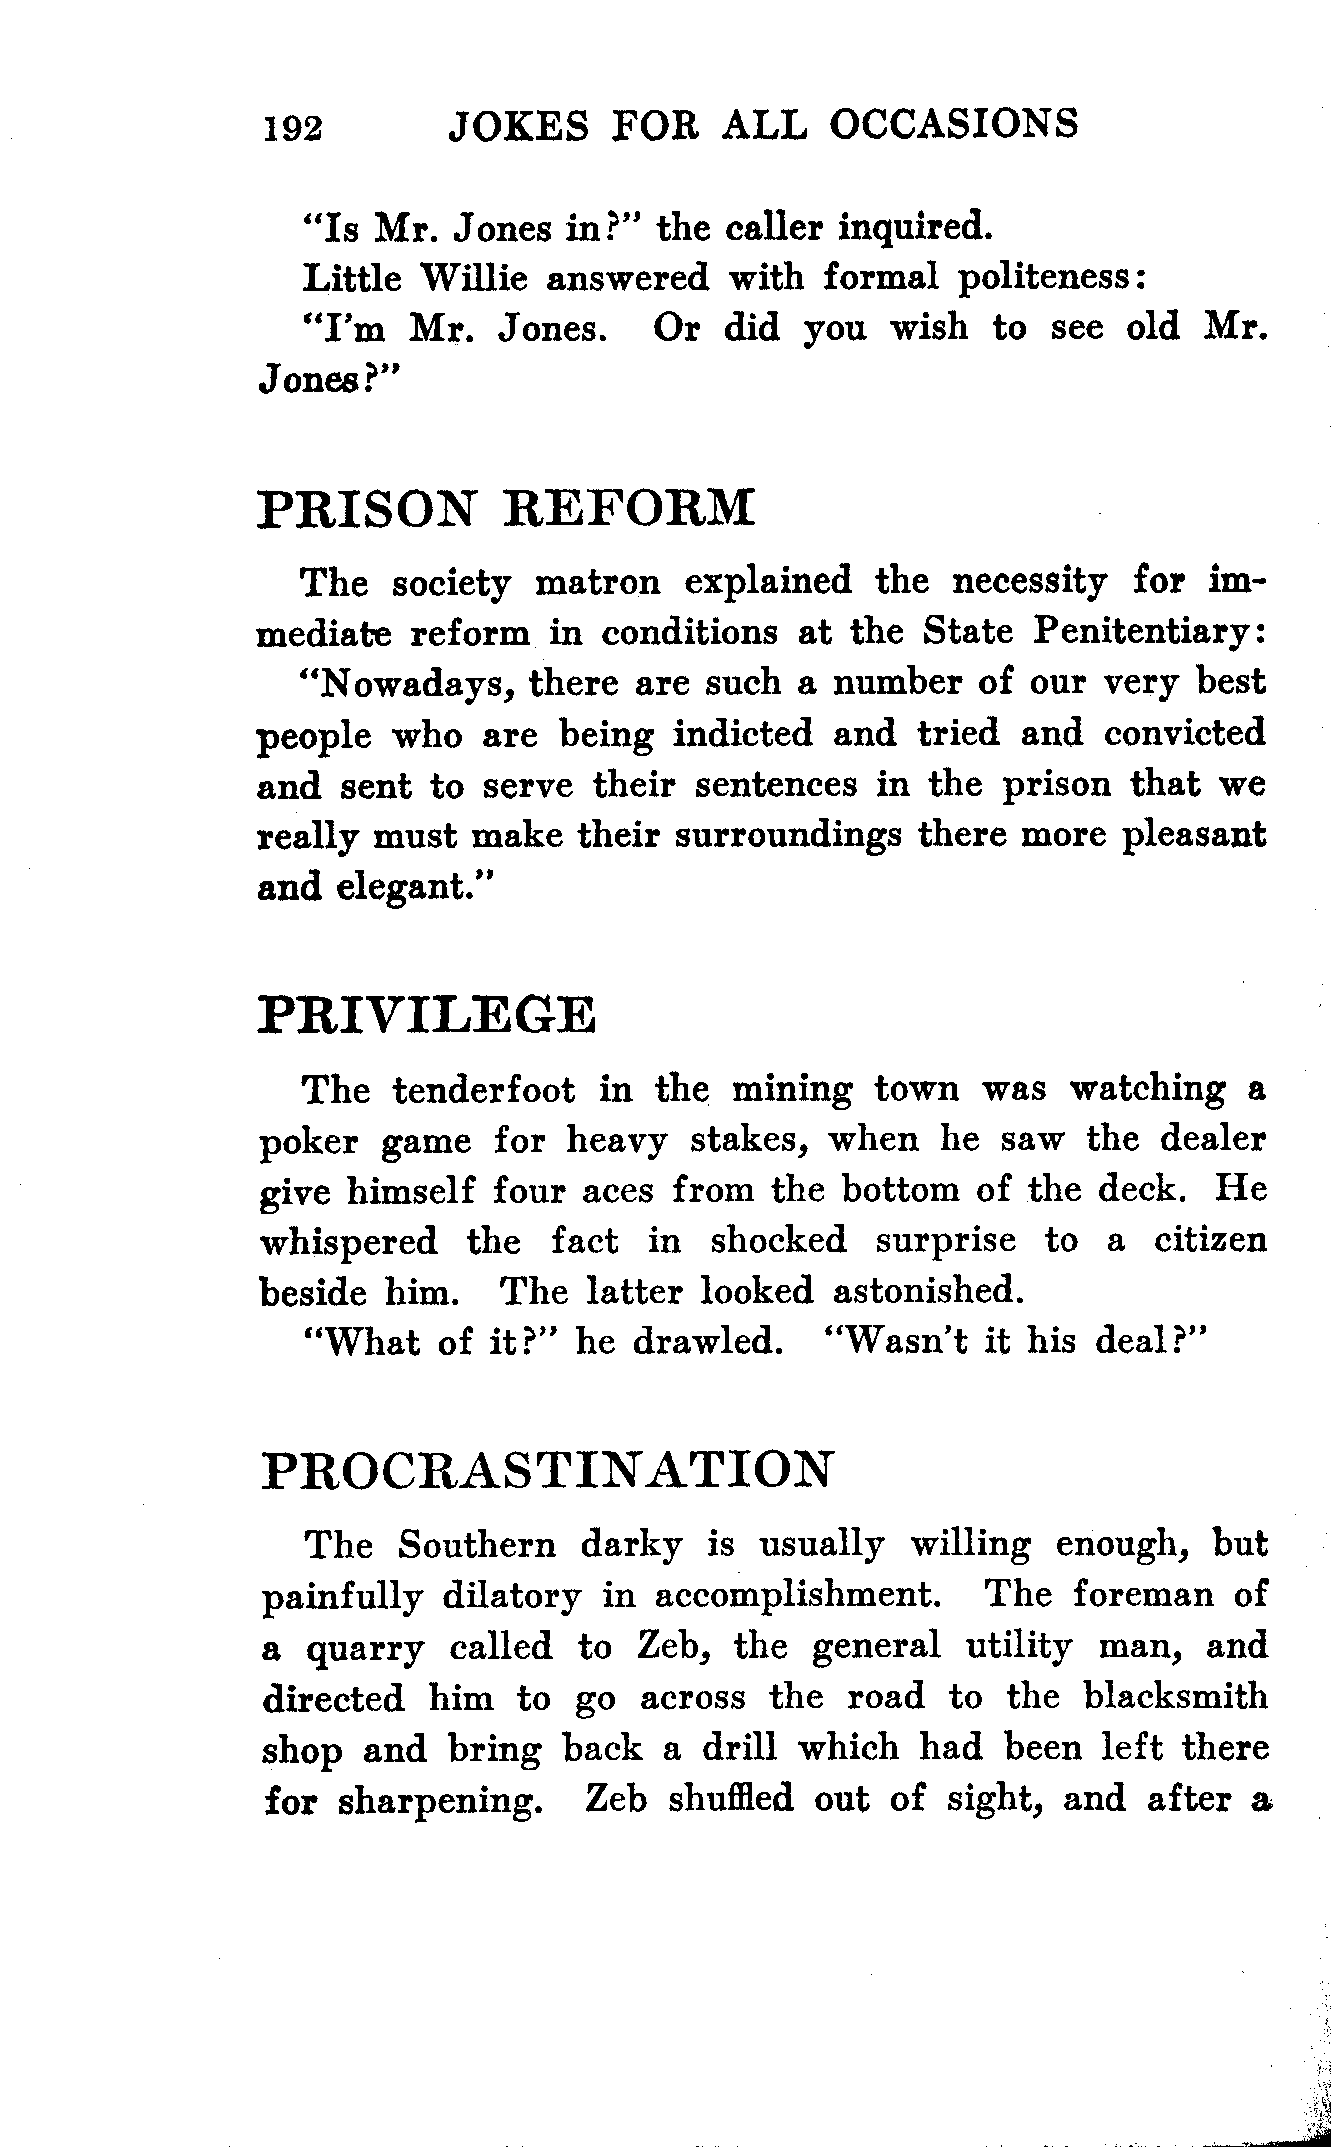 192 JOKES FOR ALL OCCASIONS
"Is Mr. Jones in?" the caller inquired.
Little Willie answered with formal politeness:
"I'm Mr. Jones. Or did you wish to see old Mr.
Jones?"
PRISON REFORM
The society matron explained the necessity for im-
mediate reform in conditions at the State Penitentiary:
"Nowadays, there are such a number of our very best
people who are being indicted and tried and convicted
and sent to serve their sentences in the prison that we
really must make their surroundings there more pleasant
and elegant."
PRIVILEGE
The tenderfoot in the mining town was watching a
poker game for heavy stakes, when he saw the dealer
give himself four aces from the bottom of the deck. He
whispered the fact in shocked surprise to a citizen
beside him. The latter looked astonished.
"What of it?" he drawled. "Wasn't it his deal?"
PROCRASTINATION
The Southern darky is usually willing enough, but
painfully dilatory in accomplishment. The foreman of
a quarry called to Zeb, the general utility man, and
directed him to go across the road to the blacksmith
shop and bring back a drill which had been left there
for sharpening. Zeb shuffled out of sight, and after a